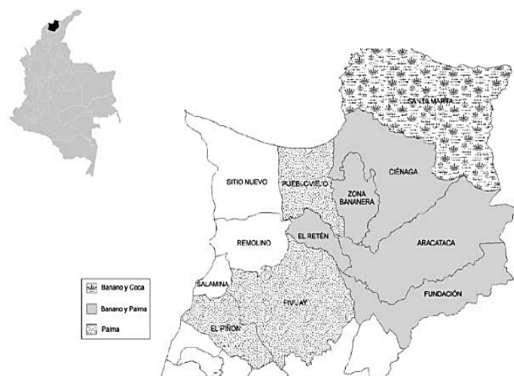 SANTA MARTA
SITIO NUEVO
PUEBLOVIEJO
CIÉNAGA
ZONA
BANANERA
EL RETÉN
REMOLINO
ARACATACA
SALAMINA
FUNDACIÓN
PIVIJAY
EL PIÑON
Banano y Coca
Banano y Palma
Palma